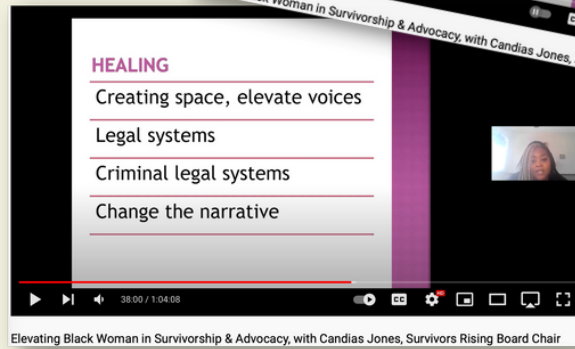 Woman in Survivorship & Advocacy, with Candias Jones,
HEALING
Creating space, elevate voices
Legal systems
Criminal legal systems
Change the narrative
38:00 / 1:04:08
CC
HD
Elevating Black Woman in Survivorship & Advocacy, with Candias Jones, Survivors Rising Board Chair